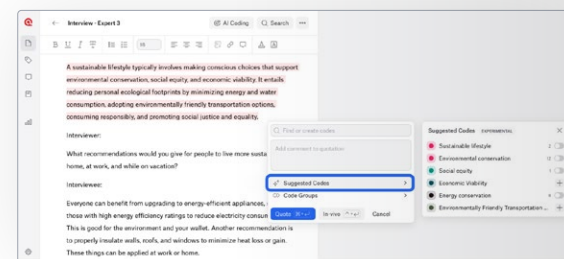 Interview - Expert 3
AI Coding
Search
B U I
16
A sustainable lifestyle typically involves making conscious choices that support
environmental conservation, social equity, and economic viability. It entails
reducing personal ecological footprints by minimizing energy and water
consumption, adopting environmentally friendly transportation options,
consuming responsibly, and promoting social justice and equality.
Interviewer:
What recommendations would you give for people to live more susta
home, at work, and while on vacation?
Interviewee:
Everyone can benefit from upgrading to energy-efficient appliances,
those with high energy efficiency ratings to reduce electricity consum
This is good for the environment and your wallet. Another recommendation is
to properly insulate walls, roofs, and windows to minimize heat loss or gain.
These things can be applied at work or home.
Find or create codes
Add comment to quotation
Suggested Codes
Code Groups
Quote
In-vivo
Cancel
Suggested Codes EXPERIMENTAL
Sustainable lifestyle
Environmental conservation
Social equity
Economic Viability
Energy conservation
Environmentally Friendly Transportation ...